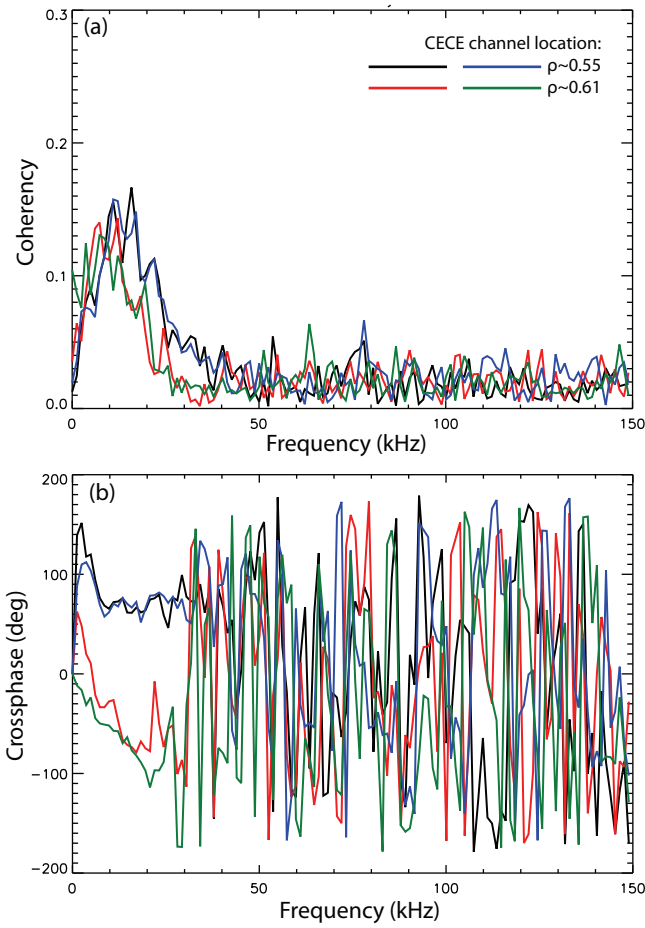 0.3
(a)
CECE channel location:
ρ~0.55
ρ~0.61
0.2
Coherency
0.1
0.0
0
50
100
150
Frequency (kHz)
200
(b)
100
Crossphase (deg)
0
-100
-200
0
50
100
150
Frequency (kHz)